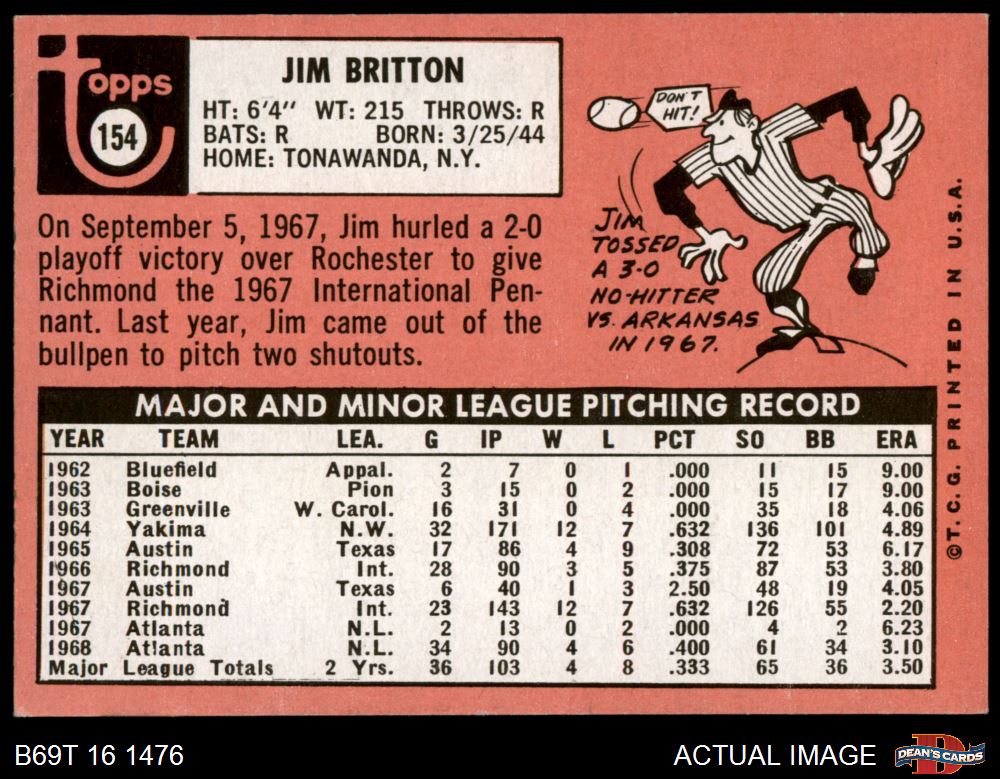 topps
154
JIM BRITTON
HT: 6'4" WT: 215 THROWS: R
BATS: R BORN: 3/25/44
HOME: TONAWANDA, N.Y.
On September 5, 1967, Jim hurled a 2-0
playoff victory over Rochester to give
Richmond the 1967 International Pen-
nant. Last year, Jim came out of the
bullpen to pitch two shutouts.
DON'T
HIT!
JIM
TOSSED
A 3-0
NO-HITTER
VS. ARKANSAS
IN 1967.
MAJOR AND MINOR LEAGUE PITCHING RECORD
YEAR TEAM LEA. G IP W L PCT SO BB ERA
1962 Bluefield Appal. 2 7 0 1 .000 11 15 9.00
1963 Boise Pion 3 15 0 2 .000 15 17 9.00
1963 Greenville W. Carol. 16 31 0 4 .000 35 18 4.06
1964 Yakima N.W. 32 171 12 7 .632 136 101 4.89
1965 Austin Texas 17 86 4 9 .308 72 53 6.17
1966 Richmond Int. 28 90 3 5 .375 87 53 3.80
1967 Austin Texas 6 40 1 3 2.50 48 19 4.05
1967 Richmond Int. 23 143 12 7 .632 126 55 2.20
1967 Atlanta N.L. 2 13 0 2 .000 4 2 6.23
1968 Atlanta N.L. 34 90 4 6 .400 61 34 3.10
Major League Totals 2 Yrs. 36 103 4 8 .333 65 36 3.50
©T.C.G. PRINTED IN U.S.A.
B69T 16 1476
ACTUAL IMAGE
DEAN'S CARDS